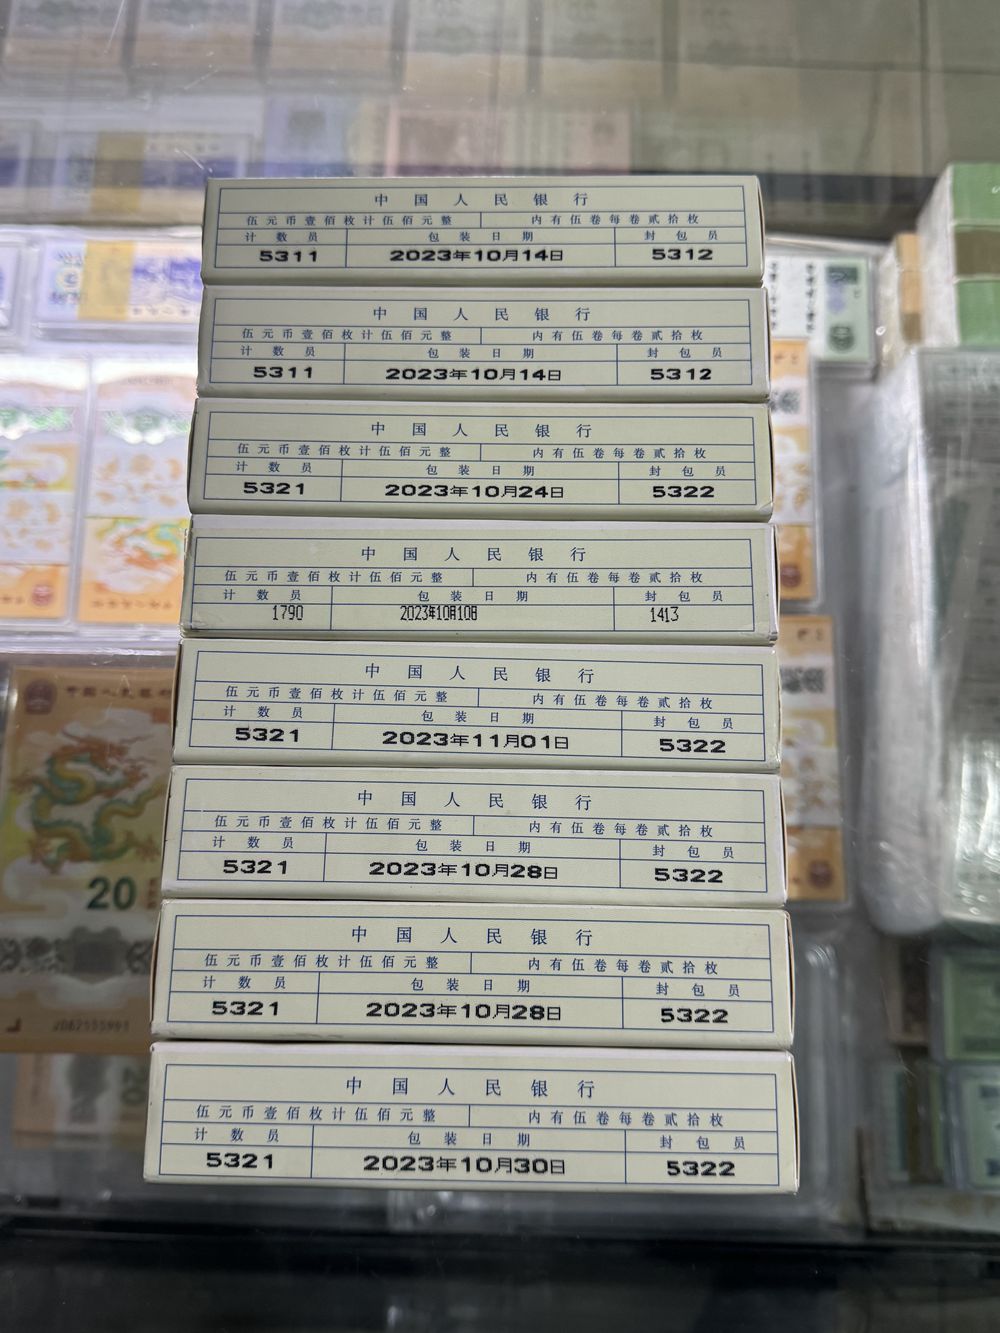 中国人民银行
伍元币壹佰枚计伍佰元整 内有伍卷每卷贰拾枚
计数员 包装日期 封包员
5311 2023年10月14日 5312
中国人民银行
伍元币壹佰枚计伍佰元整 内有伍卷每卷贰拾枚
计数员 包装日期 封包员
5311 2023年10月14日 5312
中国人民银行
伍元币壹佰枚计伍佰元整 内有伍卷每卷贰拾枚
计数员 包装日期 封包员
5321 2023年10月24日 5322
中国人民银行
伍元币壹佰枚计伍佰元整 内有伍卷每卷贰拾枚
计数员 包装日期 封包员
1790 2023年10月10日 1413
中国人民银行
伍元币壹佰枚计伍佰元整 内有伍卷每卷贰拾枚
计数员 包装日期 封包员
5321 2023年11月01日 5322
中国人民银行
伍元币壹佰枚计伍佰元整 内有伍卷每卷贰拾枚
计数员 包装日期 封包员
5321 2023年10月28日 5322
中国人民银行
伍元币壹佰枚计伍佰元整 内有伍卷每卷贰拾枚
计数员 包装日期 封包员
5321 2023年10月28日 5322
中国人民银行
伍元币壹佰枚计伍佰元整 内有伍卷每卷贰拾枚
计数员 包装日期 封包员
5321 2023年10月30日 5322
中国人民银
20